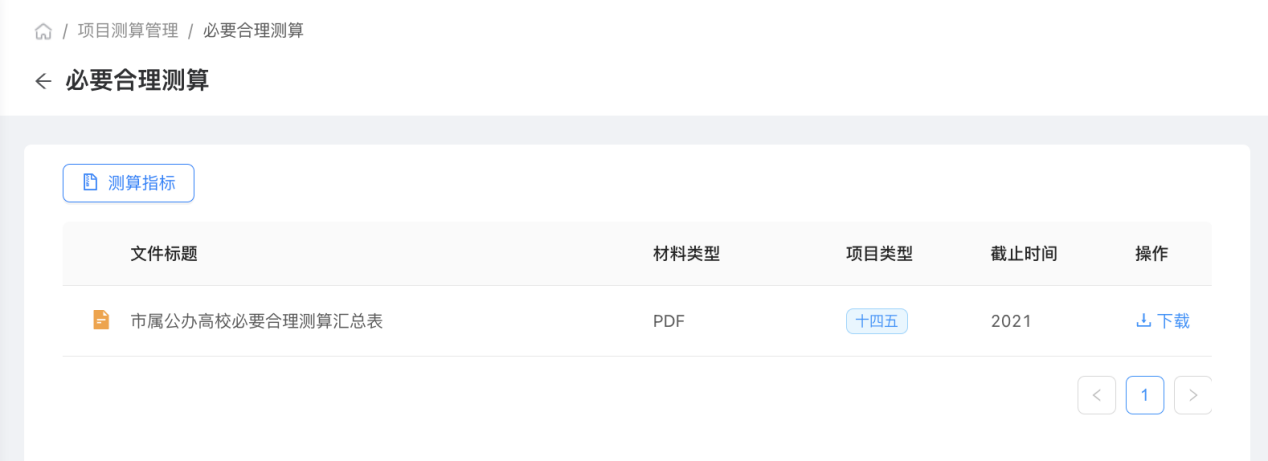 / 项目测算管理 / 必要合理测算
← 必要合理测算
测算指标
文件标题 材料类型 项目类型 截止时间 操作
市属公办高校必要合理测算汇总表 PDF 十四五 2021 下载
< 1 >